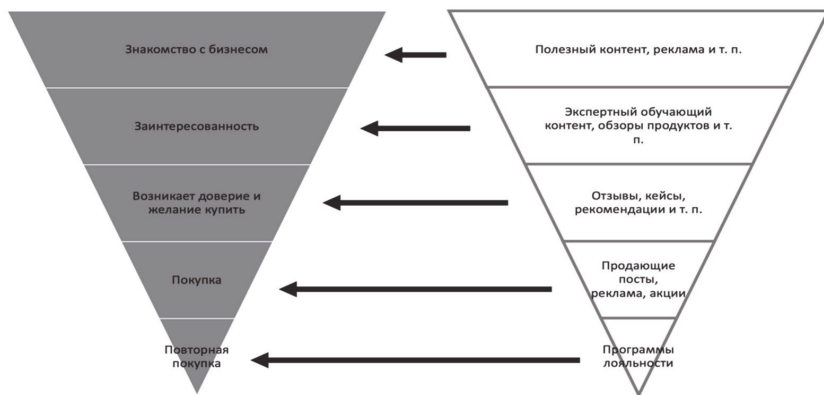 Знакомство с бизнесом
Полезный контент, реклама и т. п.
Заинтересованность
Экспертный обучающий
контент, обзоры продуктов и т.
п.
Возникает доверие и
желание купить
Отзывы, кейсы,
рекомендации и т. п.
Покупка
Продающие
посты,
реклама, акции
Повторная
покупка
Программы
лояльности